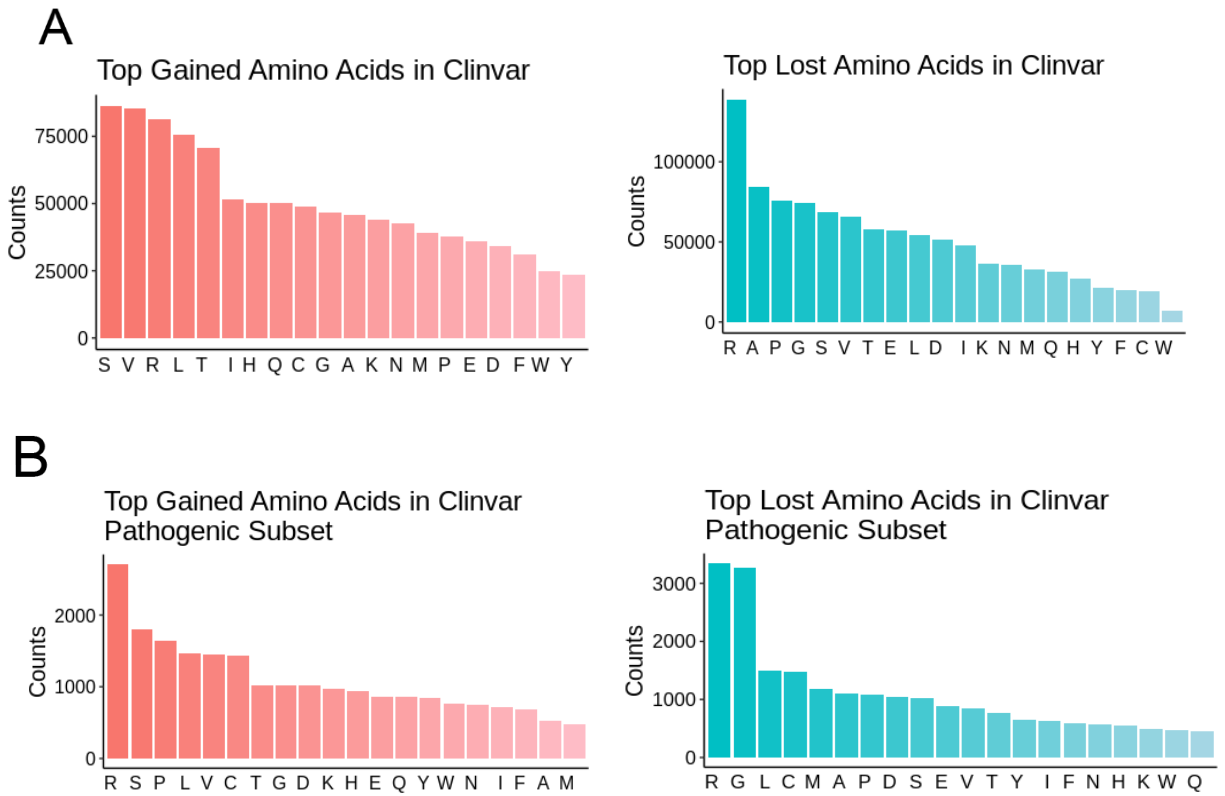 A
Top Gained Amino Acids in Clinvar
Counts
75000
50000
25000
0
S V R L T I H Q C G A K N M P E D F W Y
Top Lost Amino Acids in Clinvar
Counts
100000
50000
0
R A P G S V T E L D I K N M Q H Y F C W
B
Top Gained Amino Acids in Clinvar
Pathogenic Subset
Counts
2000
1000
0
R S P L V C T G D K H E Q Y W N I F A M
Top Lost Amino Acids in Clinvar
Pathogenic Subset
Counts
3000
2000
1000
0
R G L C M A P D S E V T Y I F N H K W Q